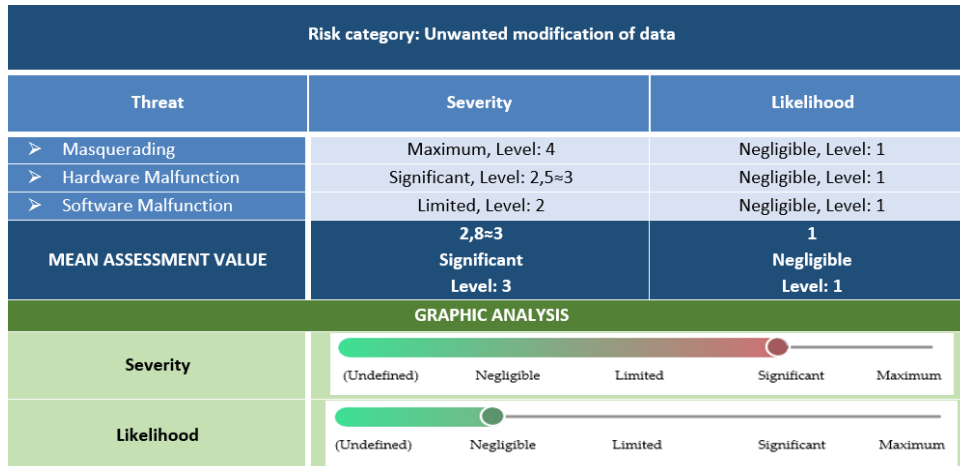 Risk category: Unwanted modification of data
Threat Severity Likelihood
➢ Masquerading Maximum, Level: 4 Negligible, Level: 1
➢ Hardware Malfunction Significant, Level: 2,5≈3 Negligible, Level: 1
➢ Software Malfunction Limited, Level: 2 Negligible, Level: 1
MEAN ASSESSMENT VALUE
2,8≈3
Significant
Level: 3
1
Negligible
Level: 1
GRAPHIC ANALYSIS
Severity
(Undefined) Negligible Limited Significant Maximum
Likelihood
(Undefined) Negligible Limited Significant Maximum